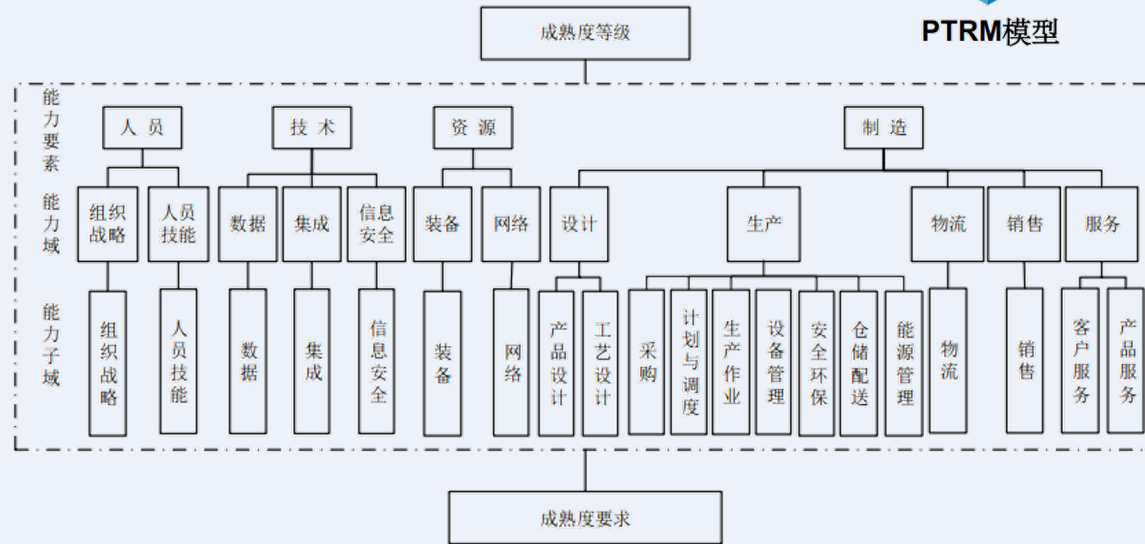 PTRM模型
成熟度等级
能力要素
人员
技术
资源
制造
能力域
组织
战略
人员
技能
数据
集成
信息
安全
装备
网络
设计
生产
物流
销售
服务
能力子域
组织战略
人员技能
数据
集成
信息安全
装备
网络
产品设计
工艺设计
采购
计划与调度
生产作业
设备管理
安全环保
仓储配送
能源管理
物流
销售
客户服务
产品服务
成熟度要求